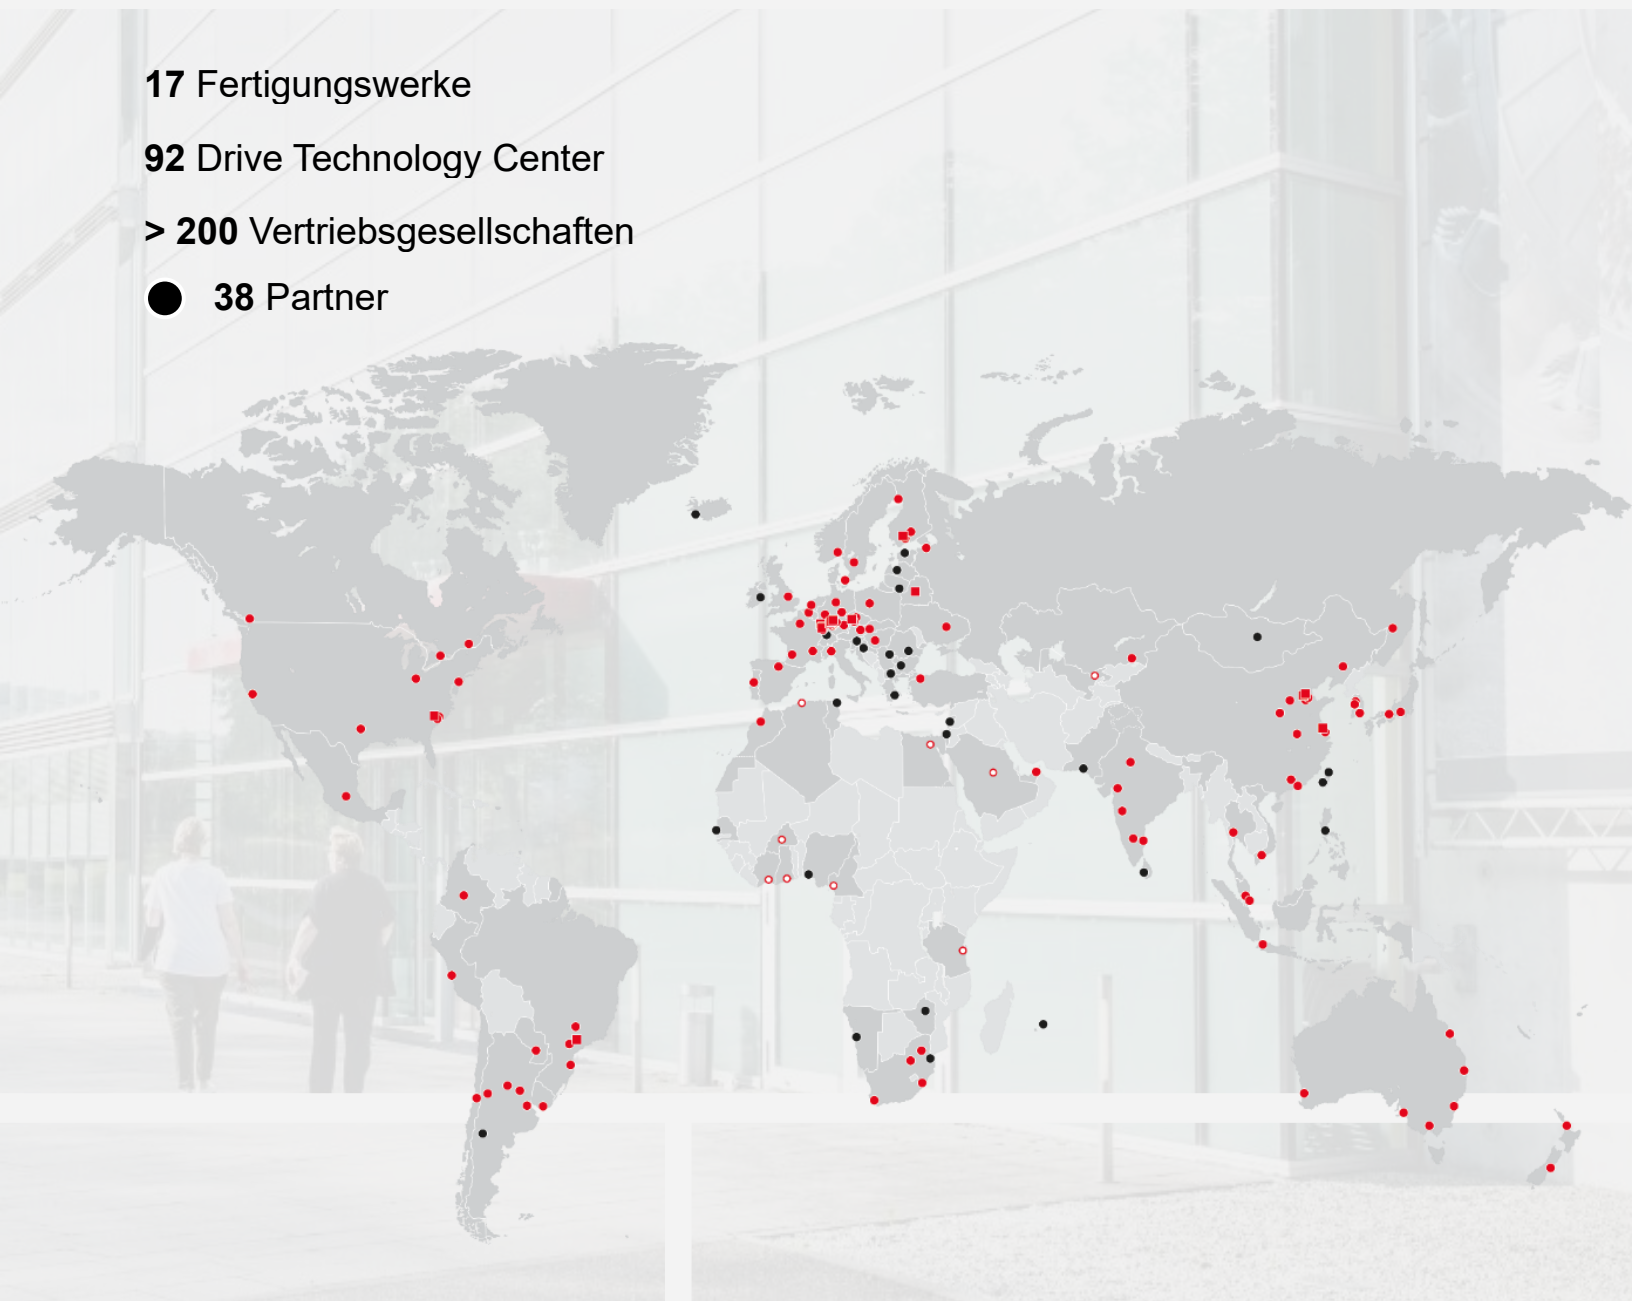 17 Fertigungswerke
92 Drive Technology Center
> 200 Vertriebsgesellschaften
38 Partner